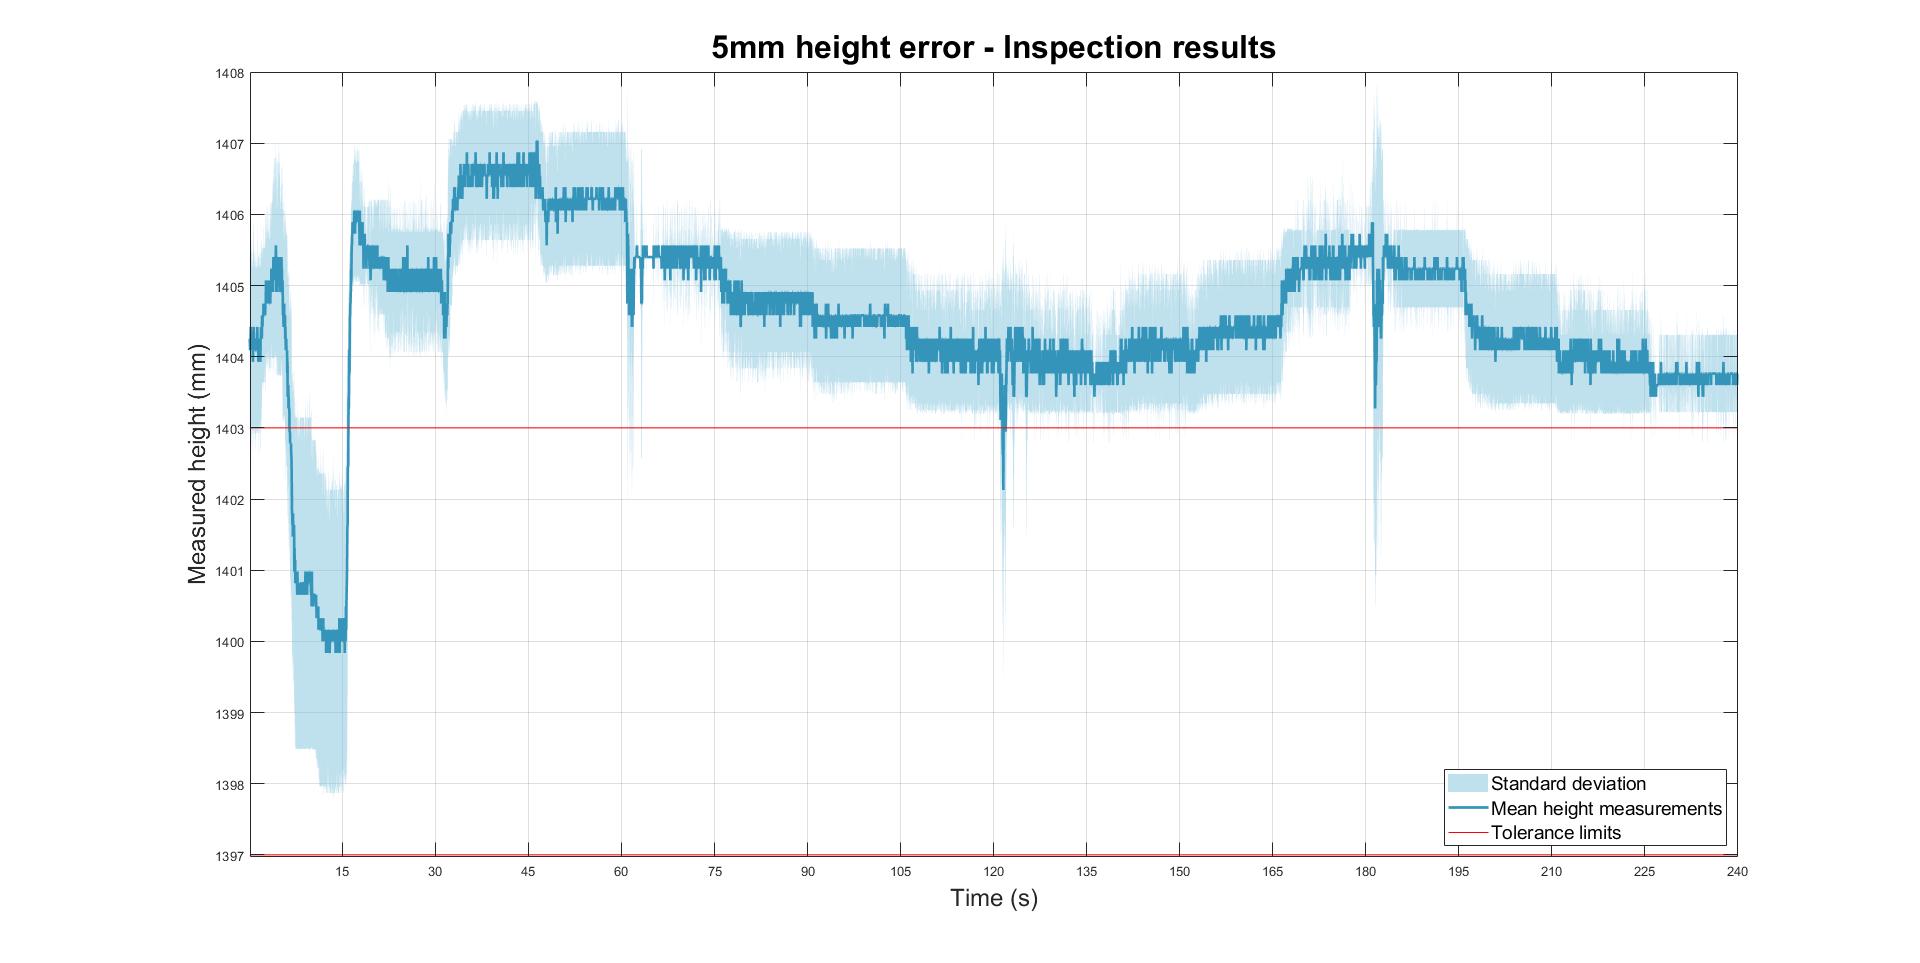 5mm height error - Inspection results
1408
1407
1406
1405
1404
1403
1402
1401
1400
1399
1398
1397
Measured height (mm)
15 30 45 60 75 90 105 120 135 150 165 180 195 210 225 240
Time (s)
Standard deviation
Mean height measurements
Tolerance limits